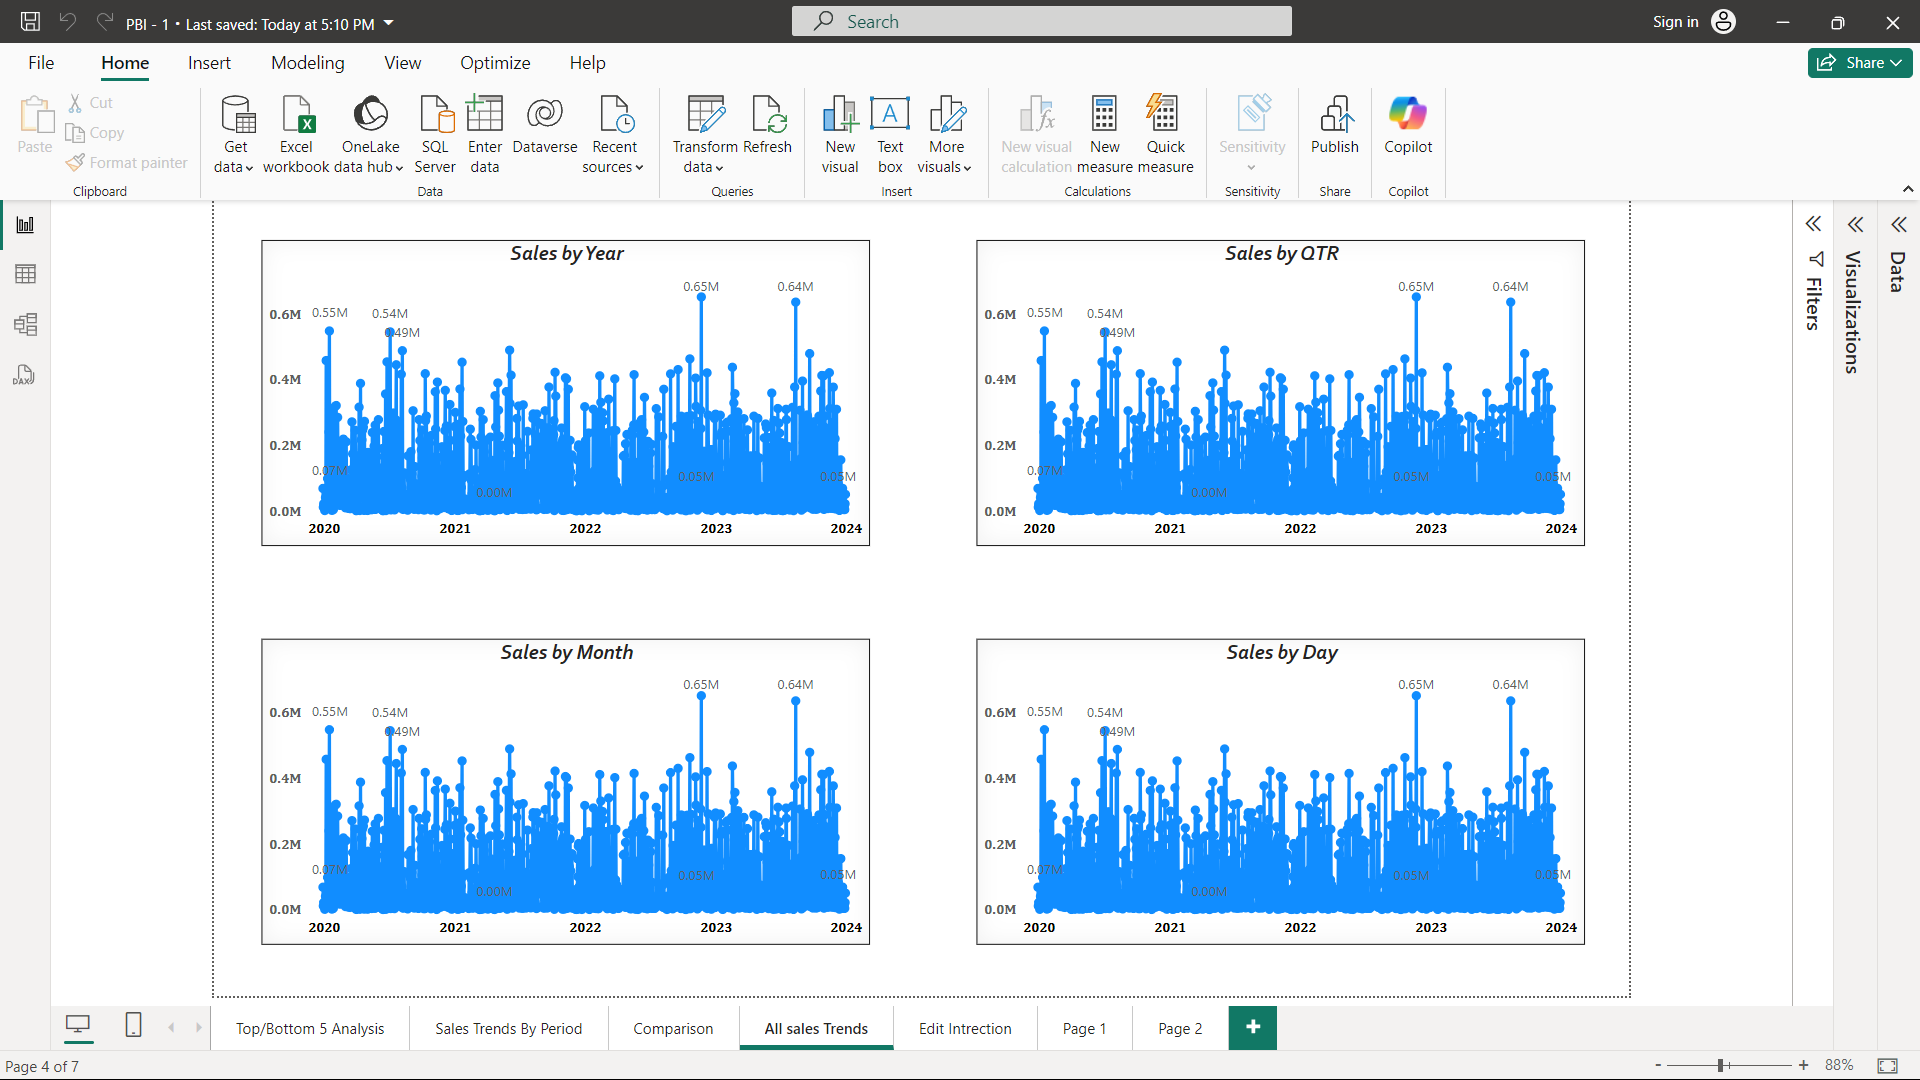 PBI - 1 • Last saved: Today at 5:10 PM
Search
Sign in
File Home Insert Modeling View Optimize Help
Share
Paste
Cut
Copy
Format painter
Clipboard
Get data
Excel workbook
OneLake data hub
SQL Server
Enter data
Dataverse
Recent sources
Data
Transform data
Refresh
Queries
New visual
Text box
More visuals
Insert
New visual calculation
New measure
Quick measure
Calculations
Sensitivity
Sensitivity
Publish
Share
Copilot
Copilot
DAX
Filters
Visualizations
Data
Sales by Year
0.6M
0.4M
0.2M
0.0M
0.55M
0.54M
0.49M
0.65M
0.64M
0.07M
0.00M
0.05M
0.05M
2020 2021 2022 2023 2024
Sales by QTR
0.6M
0.4M
0.2M
0.0M
0.55M
0.54M
0.49M
0.65M
0.64M
0.07M
0.00M
0.05M
0.05M
2020 2021 2022 2023 2024
Sales by Month
0.6M
0.4M
0.2M
0.0M
0.55M
0.54M
0.49M
0.65M
0.64M
0.07M
0.00M
0.05M
0.05M
2020 2021 2022 2023 2024
Sales by Day
0.6M
0.4M
0.2M
0.0M
0.55M
0.54M
0.49M
0.65M
0.64M
0.07M
0.00M
0.05M
0.05M
2020 2021 2022 2023 2024
Top/Bottom 5 Analysis Sales Trends By Period Comparison All sales Trends Edit Intrection Page 1 Page 2 +
Page 4 of 7
- + 88%